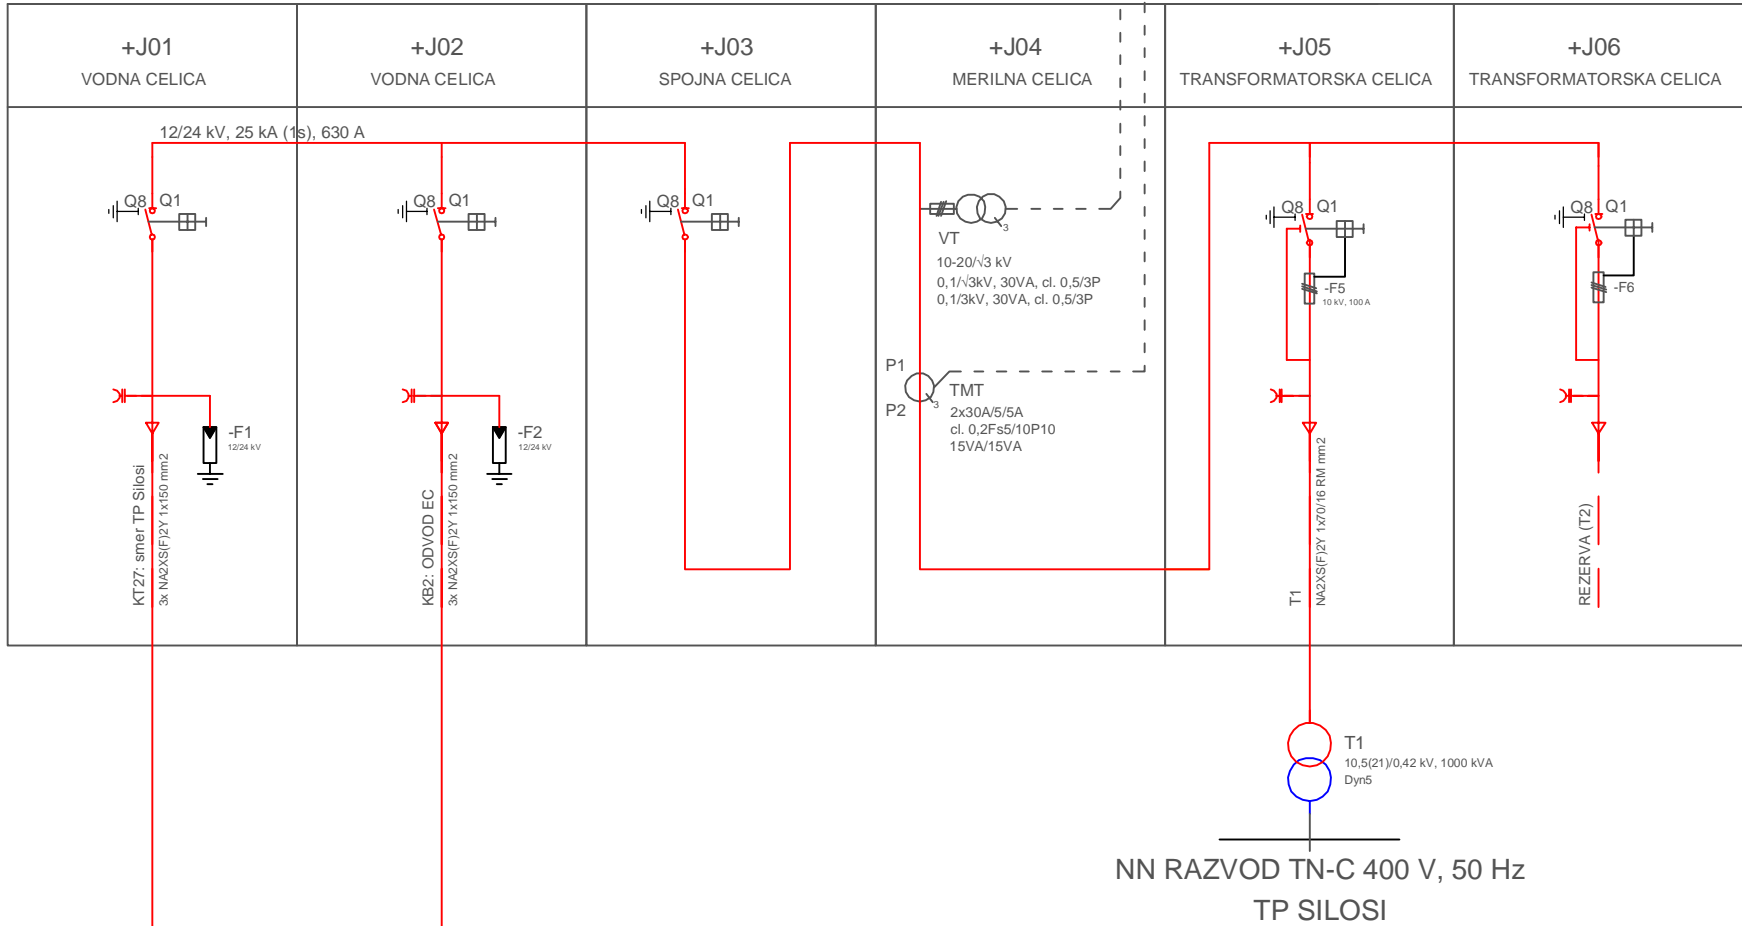 +J01
VODNA CELICA
+J02
VODNA CELICA
+J03
SPOJNA CELICA
+J04
MERILNA CELICA
+J05
TRANSFORMATORSKA CELICA
+J06
TRANSFORMATORSKA CELICA
12/24 kV, 25 kA (1s), 630 A
Q8 Q1
Q8 Q1
Q8 Q1
Q8 Q1
Q8 Q1
3
VT
10-20/√3 kV
0,1/√3kV, 30VA, cl. 0,5/3P
0,1/3kV, 30VA, cl. 0,5/3P
-F5
10 kV, 100 A
-F6
P1
P2
3
TMT
2x30A/5/5A
cl. 0,2Fs5/10P10
15VA/15VA
-F1
12/24 kV
-F2
12/24 kV
KT27: smer TP Silosi
3x NA2XS(F)2Y 1x150 mm2
KB2: ODVOD EC
3x NA2XS(F)2Y 1x150 mm2
T1
NA2XS(F)2Y 1x70/16 RM mm2
REZERVA (T2)
T1
10,5(21)/0,42 kV, 1000 kVA
Dyn5
NN RAZVOD TN-C 400 V, 50 Hz
TP SILOSI